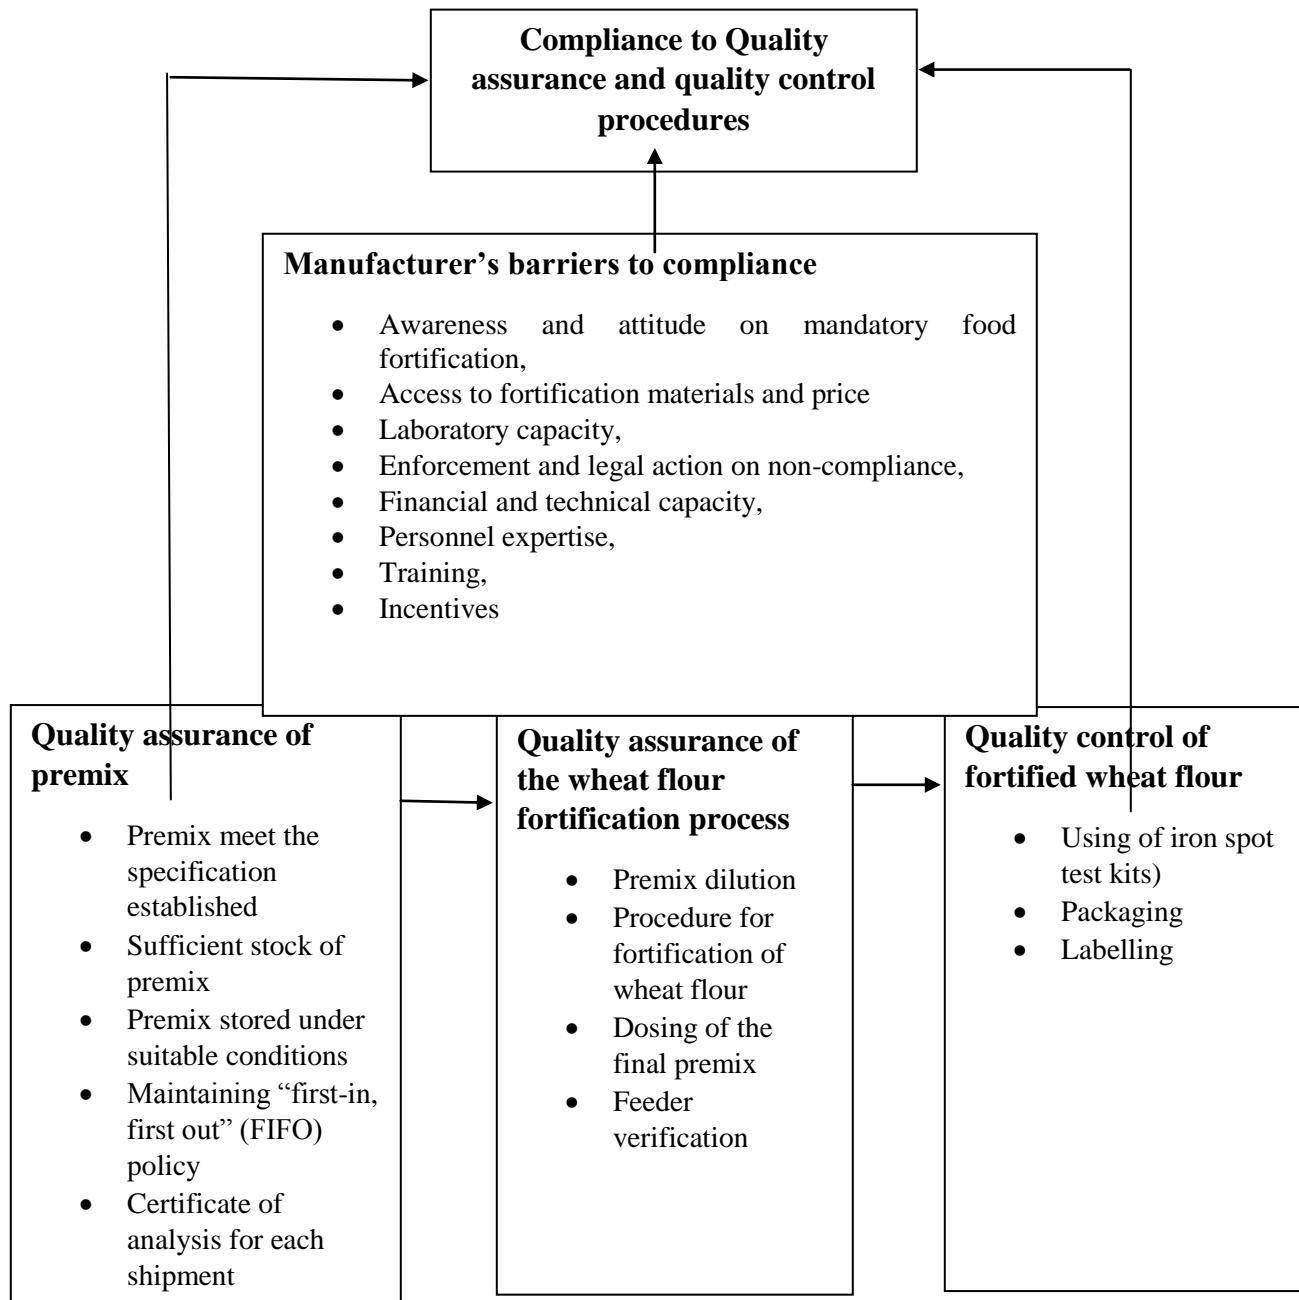 Compliance to Quality
assurance and quality control
procedures
Manufacturer’s barriers to compliance
• Awareness and attitude on mandatory food
fortification,
• Access to fortification materials and price
• Laboratory capacity,
• Enforcement and legal action on non-compliance,
• Financial and technical capacity,
• Personnel expertise,
• Training,
• Incentives
Quality assurance of
premix
• Premix meet the
specification
established
• Sufficient stock of
premix
• Premix stored under
suitable conditions
• Maintaining “first-in,
first out” (FIFO)
policy
• Certificate of
analysis for each
shipment
Quality assurance of
the wheat flour
fortification process
• Premix dilution
• Procedure for
fortification of
wheat flour
• Dosing of the
final premix
• Feeder
verification
Quality control of
fortified wheat flour
• Using of iron spot
test kits)
• Packaging
• Labelling